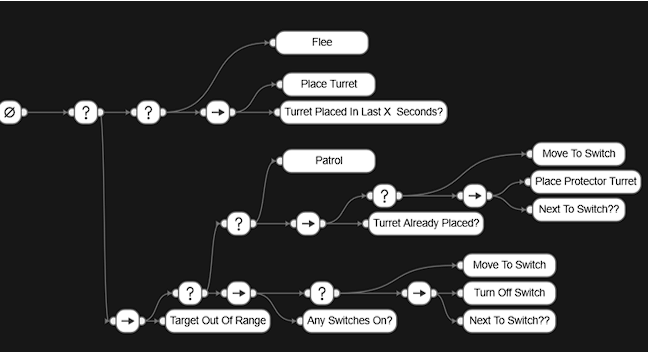 Flee
Place Turret
∅ ? ? → Turret Placed In Last X Seconds?
Patrol
Move To Switch
? → Place Protector Turret
? → Turret Already Placed? Next To Switch??
Move To Switch
? → ? → Turn Off Switch
→ Target Out Of Range Any Switches On? Next To Switch??